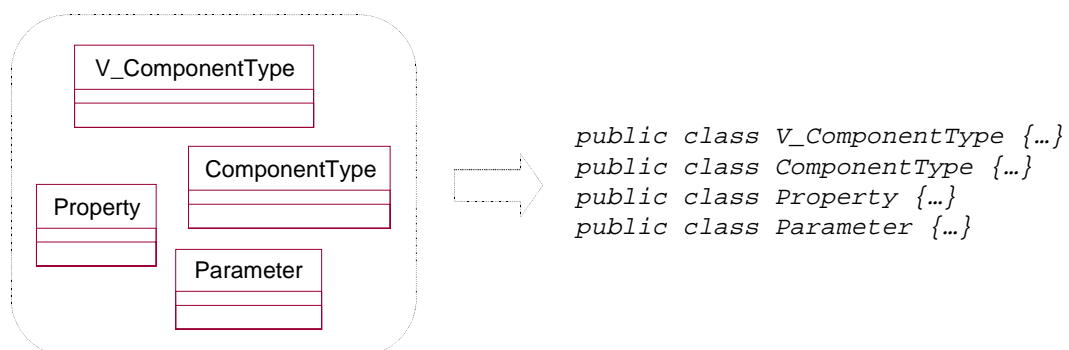 V_ComponentType
ComponentType
Property
Parameter
public class V_ComponentType {…}
public class ComponentType {…}
public class Property {…}
public class Parameter {…}